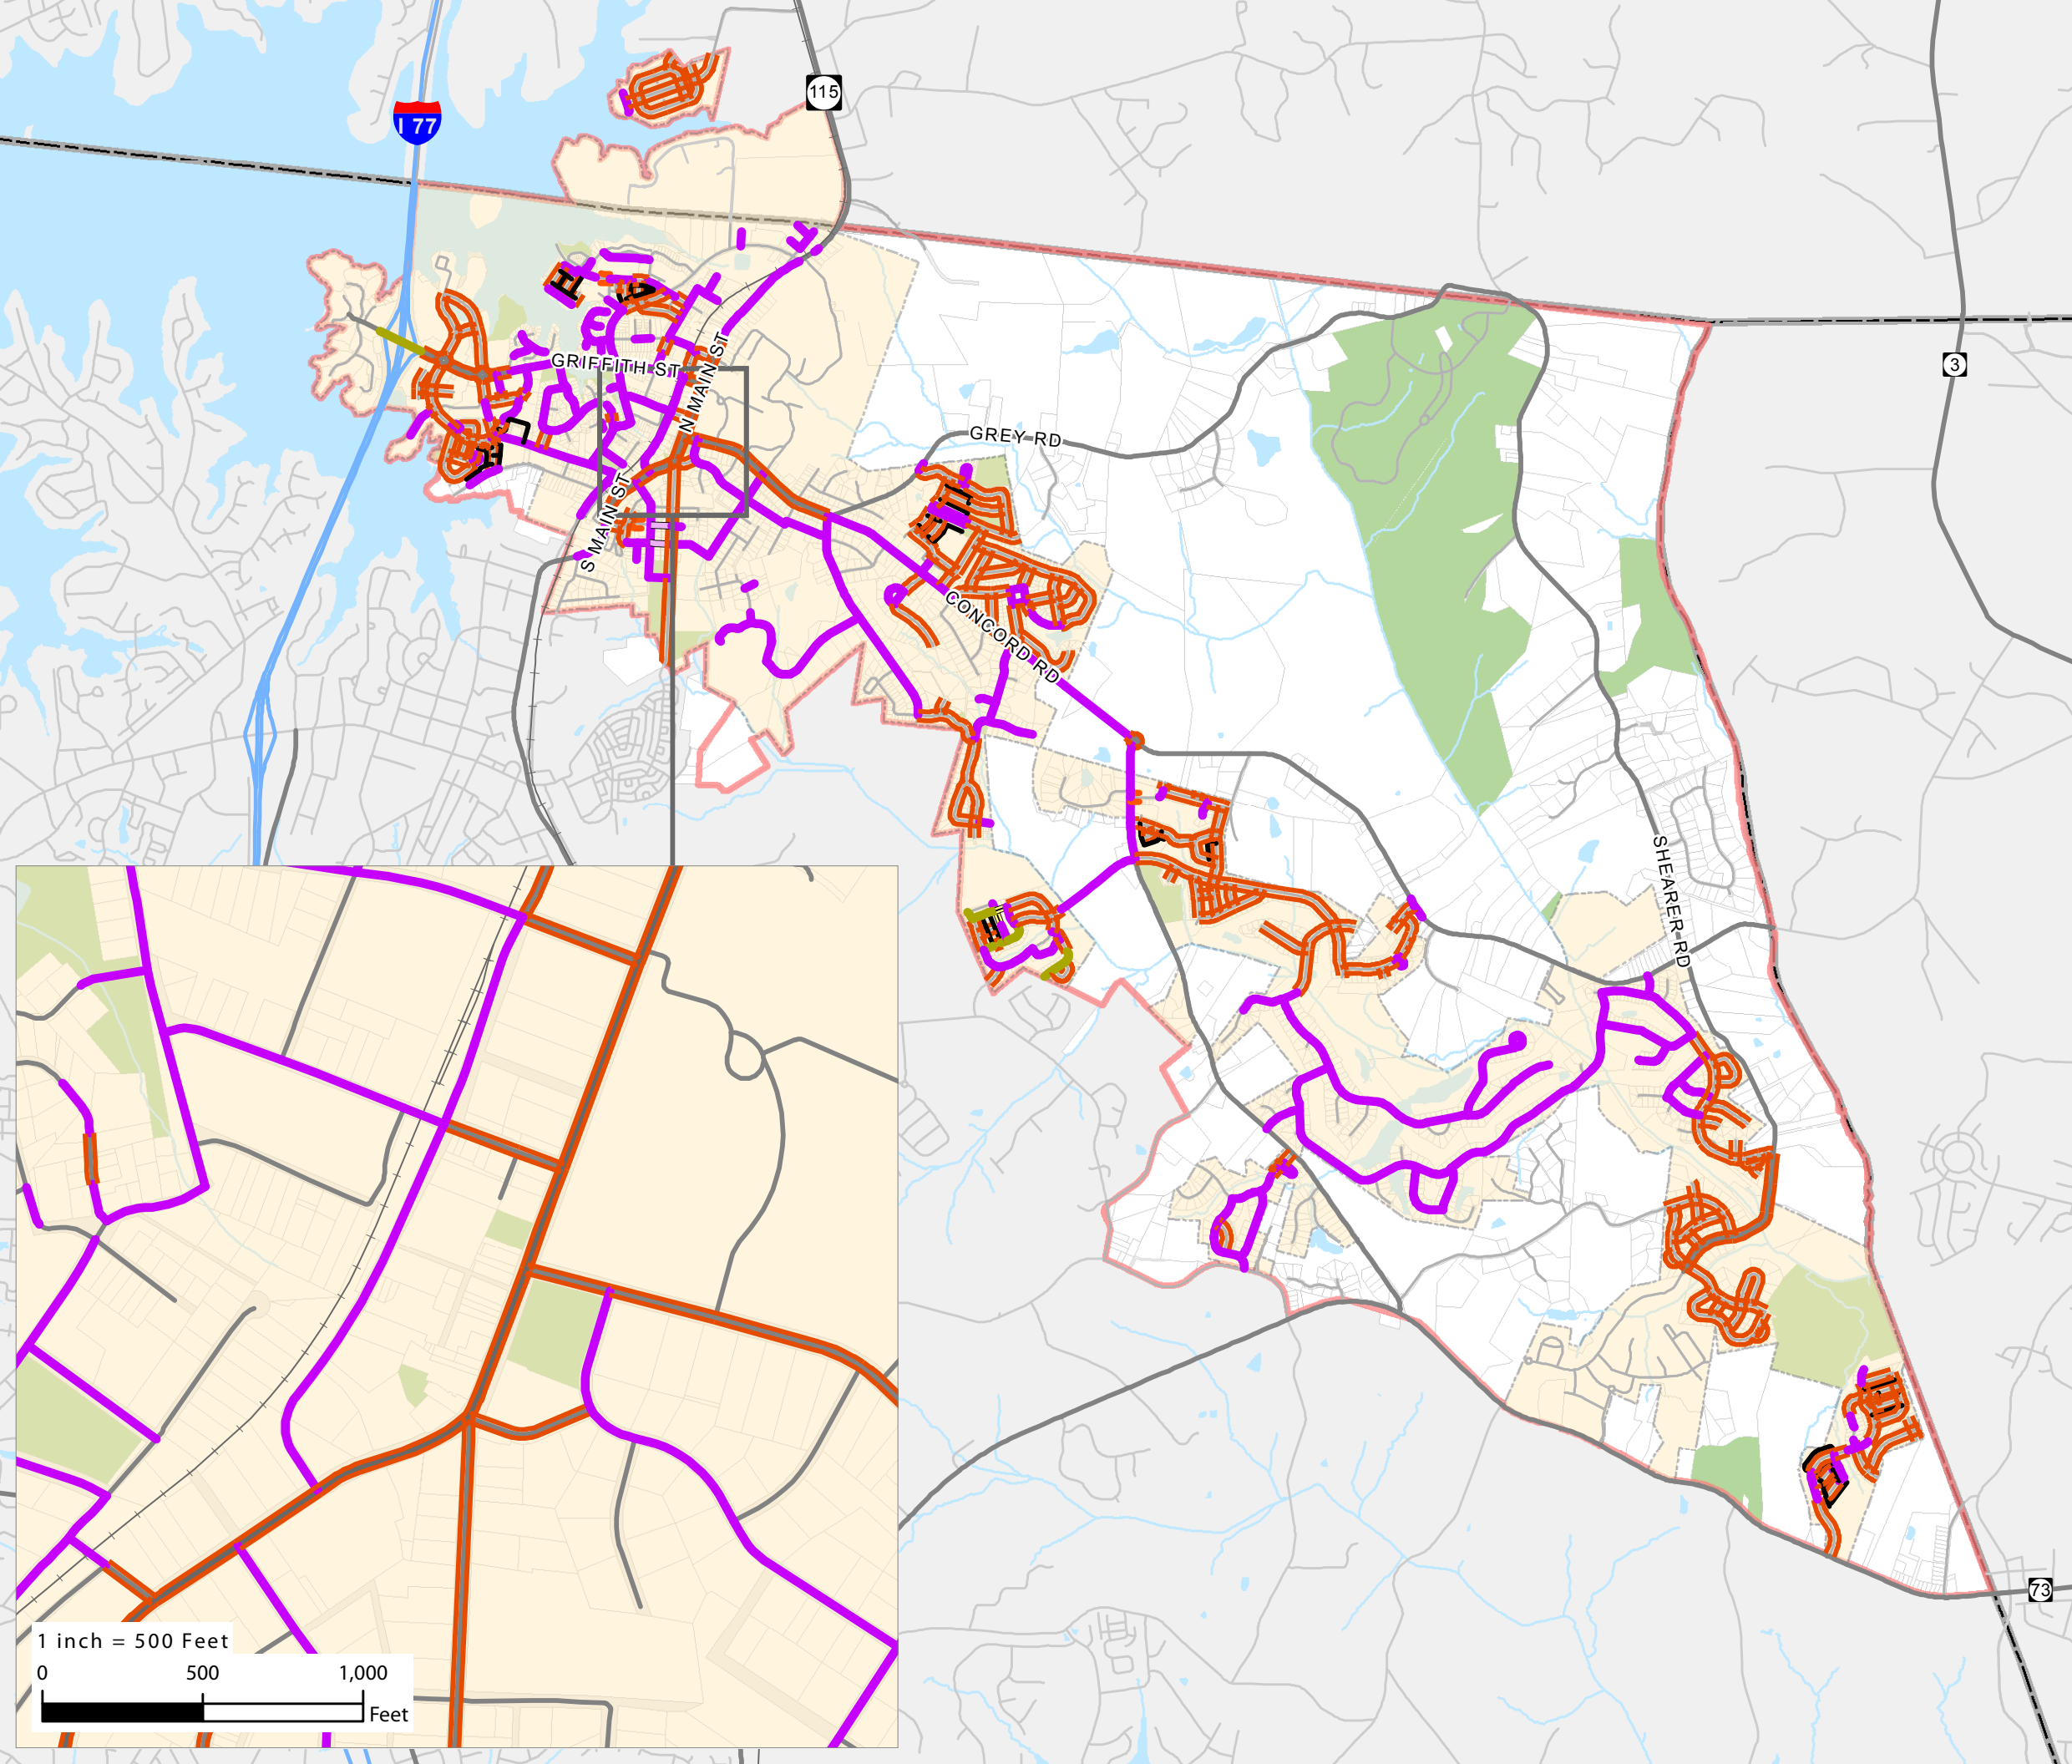 115
I 77
3
GRIFFITH ST
N MAIN ST
GREY RD
S MAIN ST
CONCORD RD
SHEARER RD
73
1 inch = 500 Feet
0 500 1,000
Feet